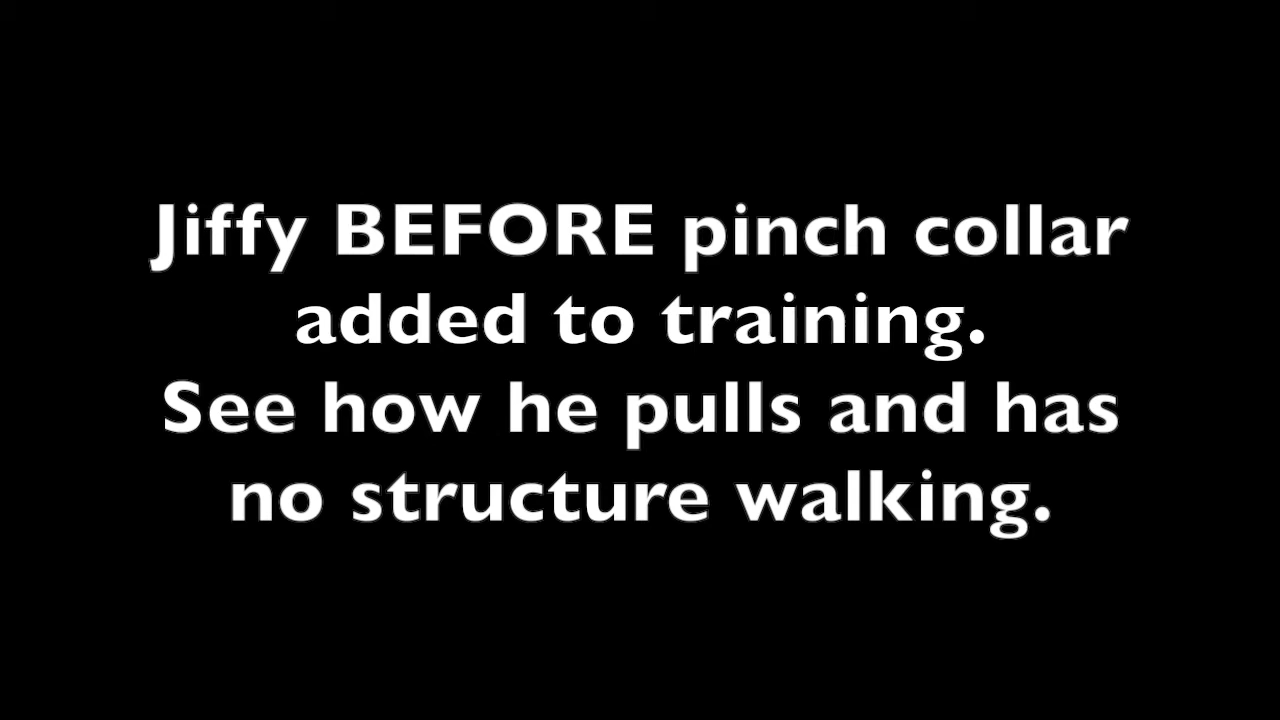 Jiffy BEFORE pinch collar
added to training.
See how he pulls and has
no structure walking.